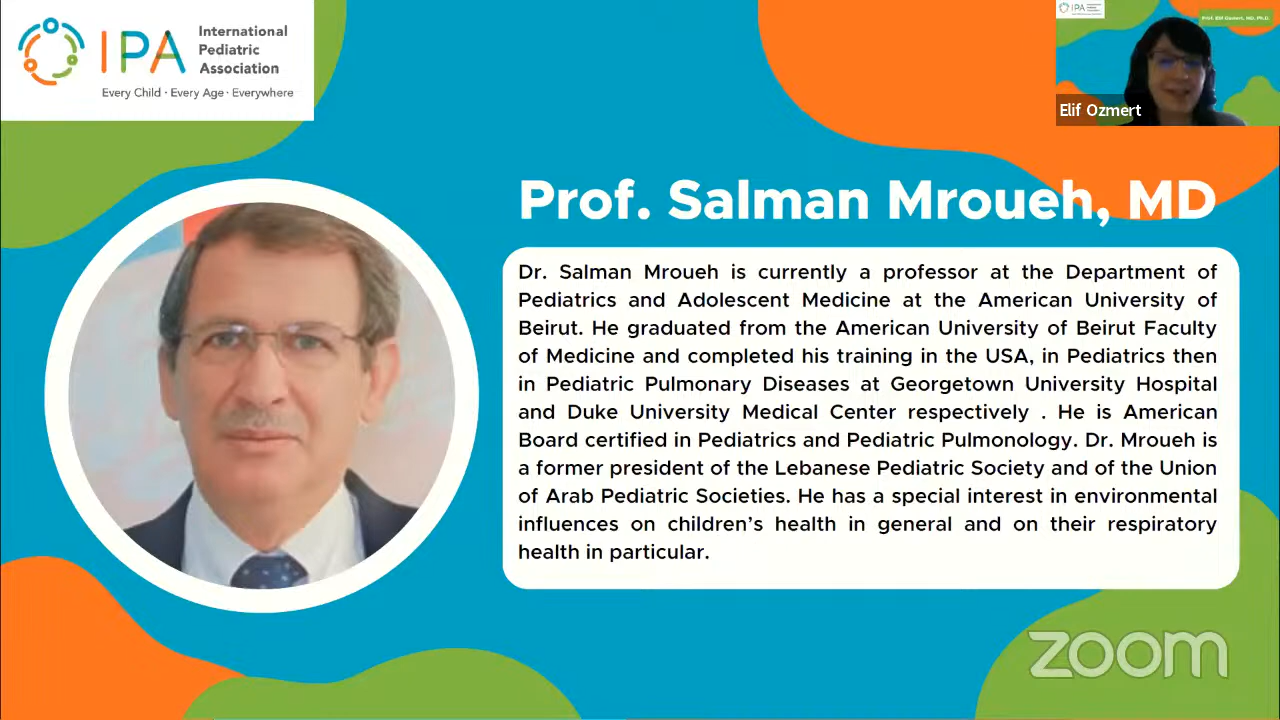 IPA
International
Pediatric
Association
Every Child · Every Age · Everywhere
IPA
Prof. Elif Ozmert, MD, Ph.D.
Elif Ozmert
Prof. Salman Mroueh, MD
Dr. Salman Mroueh is currently a professor at the Department of
Pediatrics and Adolescent Medicine at the American University of
Beirut. He graduated from the American University of Beirut Faculty
of Medicine and completed his training in the USA, in Pediatrics then
in Pediatric Pulmonary Diseases at Georgetown University Hospital
and Duke University Medical Center respectively . He is American
Board certified in Pediatrics and Pediatric Pulmonology. Dr. Mroueh is
a former president of the Lebanese Pediatric Society and of the Union
of Arab Pediatric Societies. He has a special interest in environmental
influences on children’s health in general and on their respiratory
health in particular.
zoom